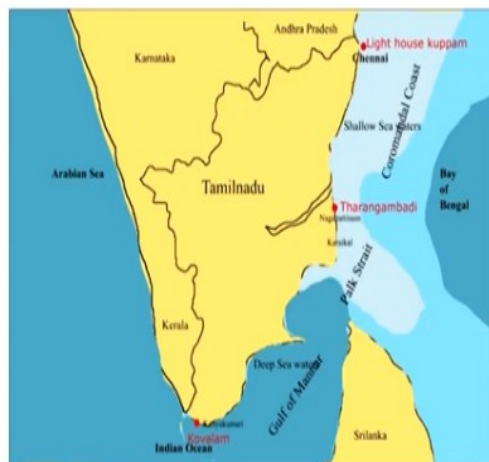 Andhra Pradesh
Light house kuppam
Chennai
Karnataka
Coromandal Coast
Shallow Sea waters
Arabian Sea
Bay
of
Bengal
Tamilnadu
Tharangambadi
Nagapattinam
Karaikal
Palk Strait
Kerala
Deep Sea waters
Gulf of Mannar
Kanyakumari
Kovalam
Indian Ocean
Srilanka